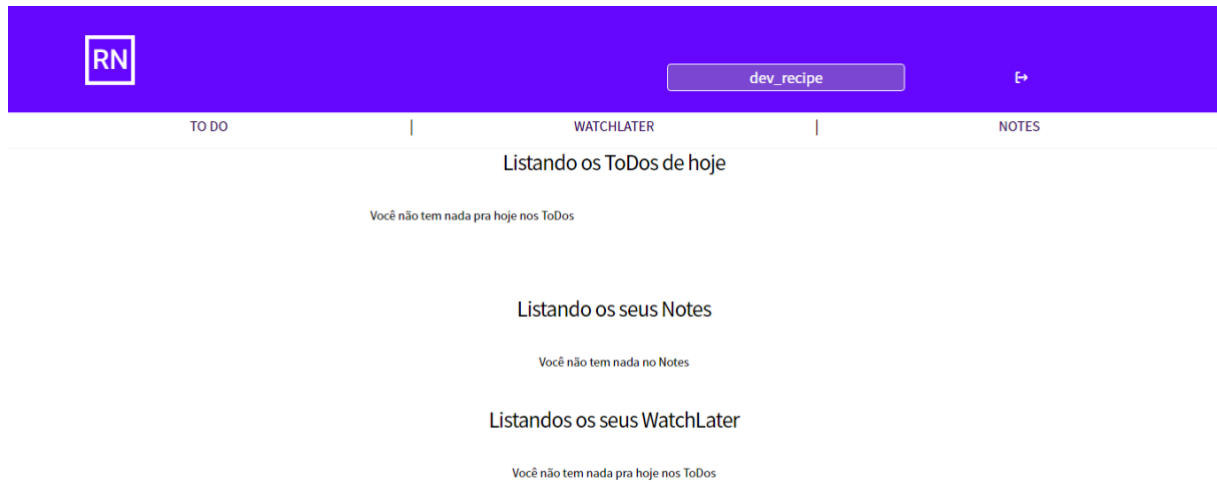 RN
dev_recipe
TO DO | WATCHLATER | NOTES
Listando os ToDos de hoje
Você não tem nada pra hoje nos ToDos
Listando os seus Notes
Você não tem nada no Notes
Listandos os seus WatchLater
Você não tem nada pra hoje nos ToDos